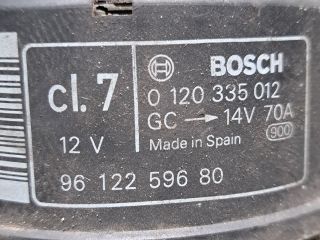 BOSCH
cl.7
0 120 335 012
GC → 14V 70A
12 V
Made in Spain
900
96 122 596 80